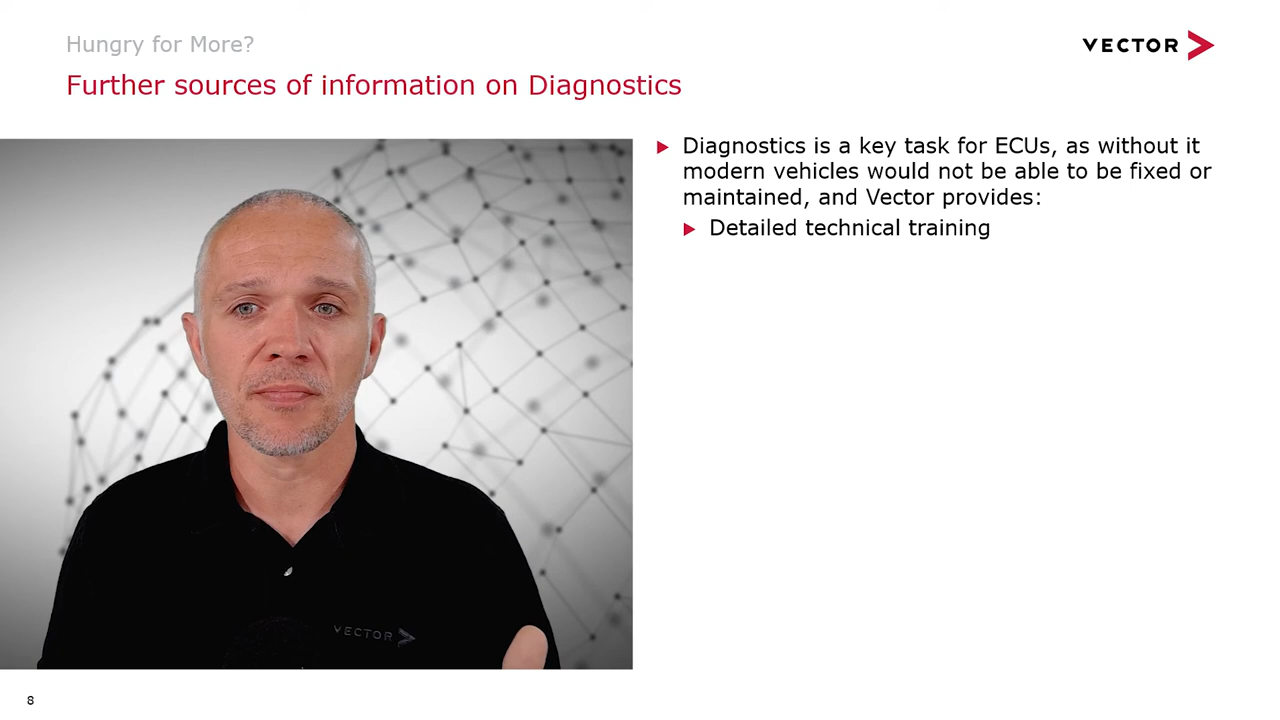 Hungry for More?
VECTOR
Further sources of information on Diagnostics
Diagnostics is a key task for ECUs, as without it
modern vehicles would not be able to be fixed or
maintained, and Vector provides:
Detailed technical training
VECTOR
8